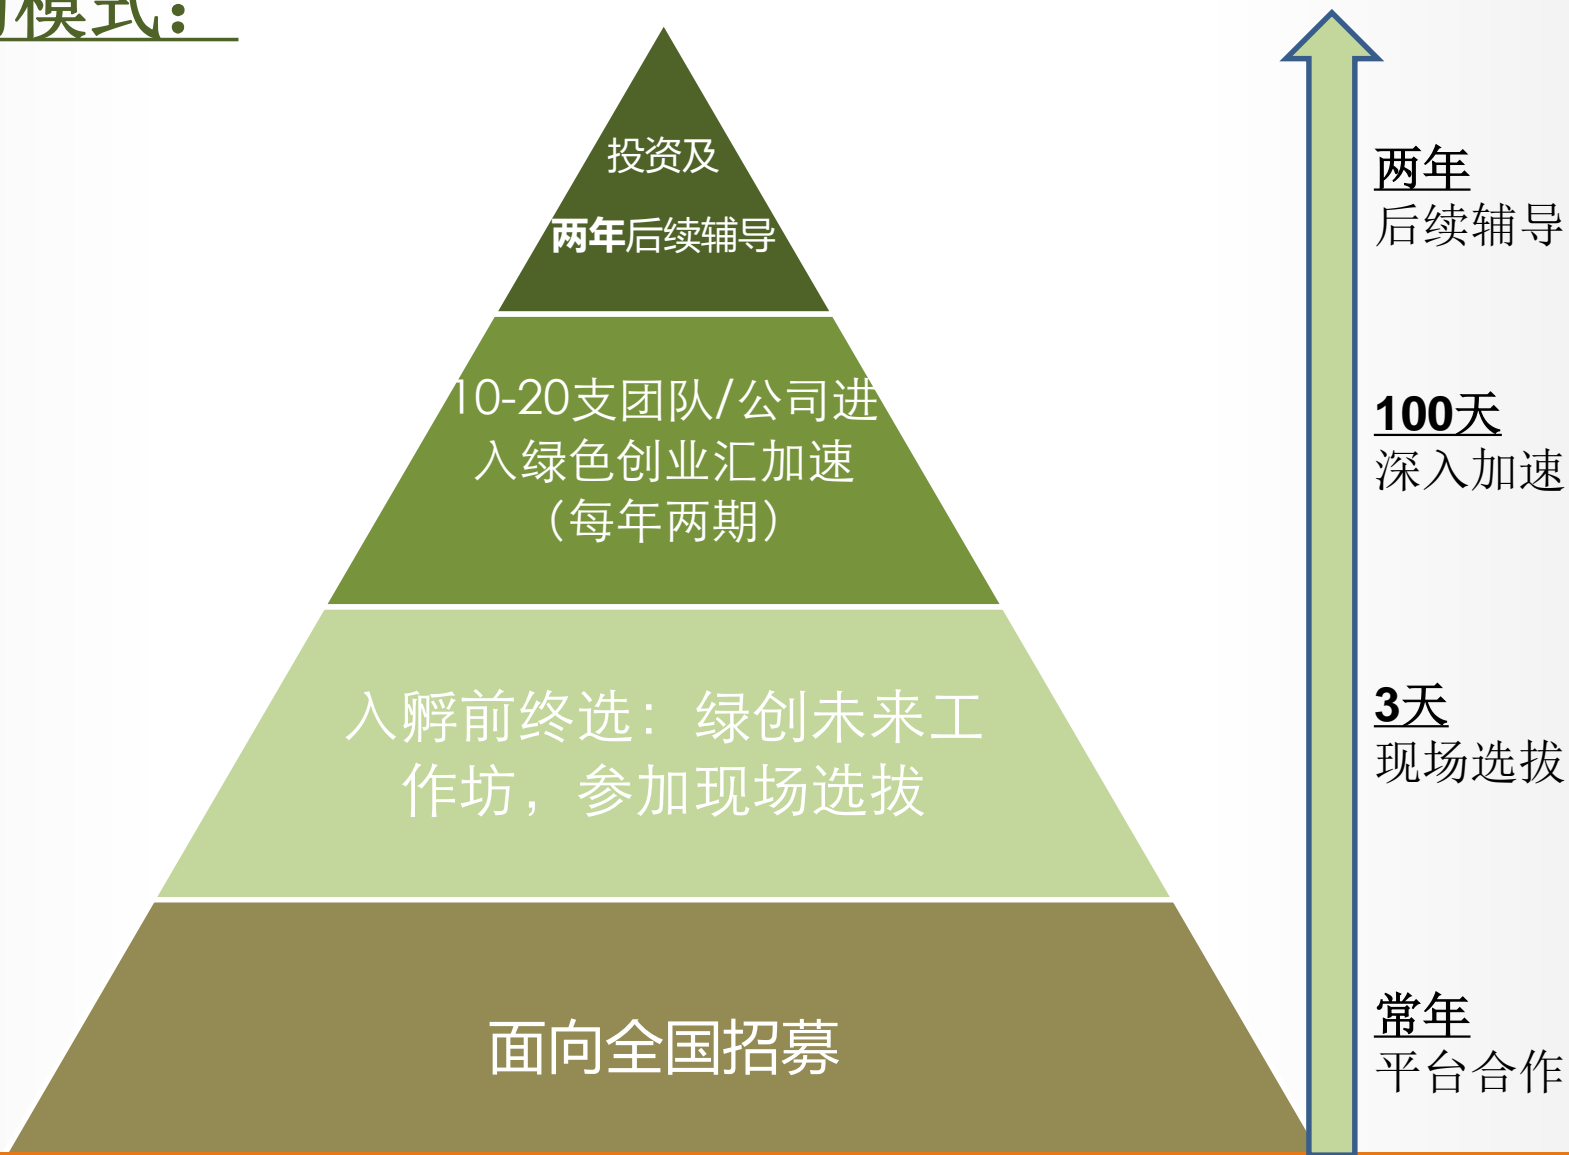 模式：
投资及
两年后续辅导
10-20支团队/公司进
入绿色创业汇加速
（每年两期）
入孵前终选：绿创未来工
作坊，参加现场选拔
面向全国招募
两年
后续辅导
100天
深入加速
3天
现场选拔
常年
平台合作